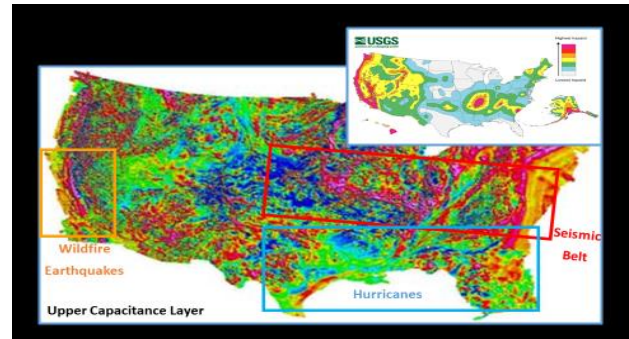 USGS
Highest hazard
Lowest hazard
Wildfire
Earthquakes
Seismic
Belt
Hurricanes
Upper Capacitance Layer